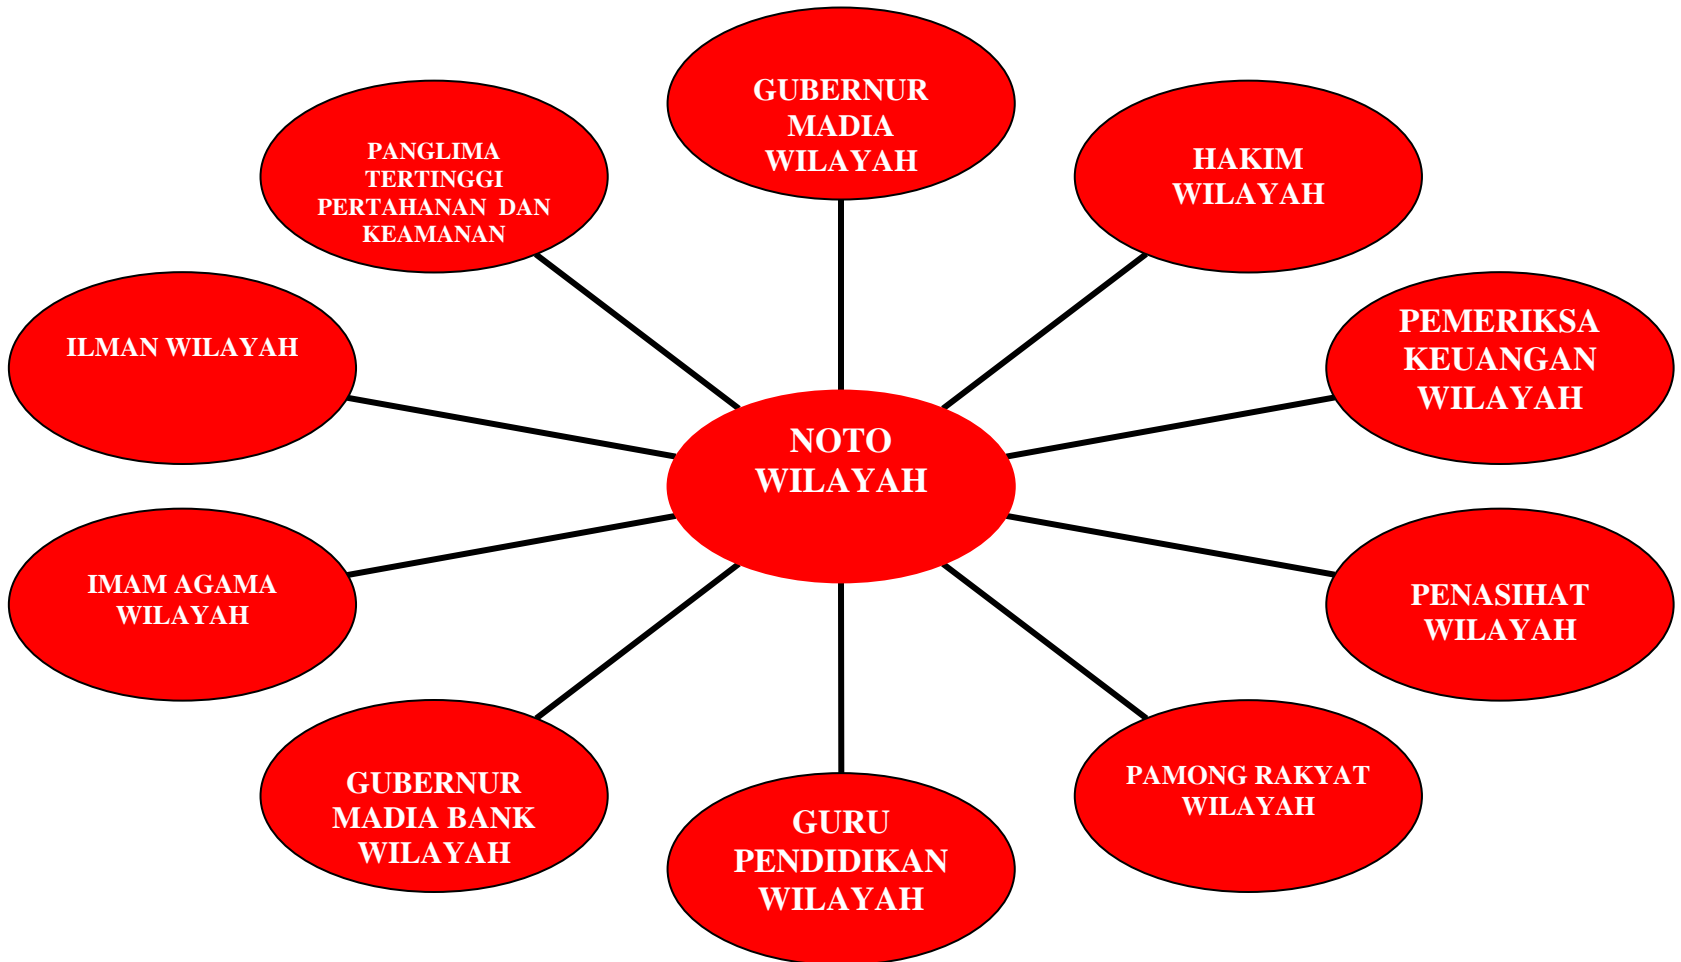 GUBERNUR
MADIA
WILAYAH
HAKIM
WILAYAH
PEMERIKSA
KEUANGAN
WILAYAH
PENASIHAT
WILAYAH
PAMONG RAKYAT
WILAYAH
GURU
PENDIDIKAN
WILAYAH
GUBERNUR
MADIA BANK
WILAYAH
IMAM AGAMA
WILAYAH
ILMAN WILAYAH
PANGLIMA
TERTINGGI
PERTAHANAN DAN
KEAMANAN
NOTO
WILAYAH